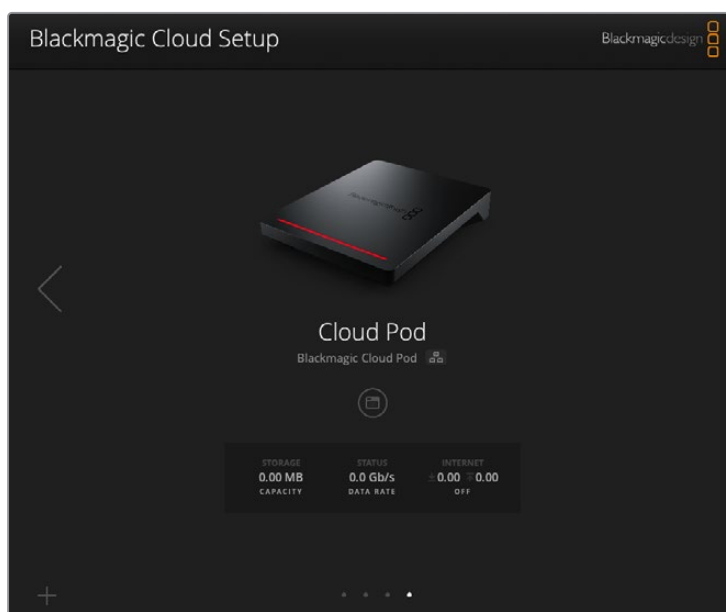 Blackmagic Cloud Setup
Blackmagicdesign
Cloud Pod
Blackmagic Cloud Pod
STORAGE STATUS INTERNET
0.00 MB 0.0 Gb/s 0.00 0.00
CAPACITY DATA RATE OFF